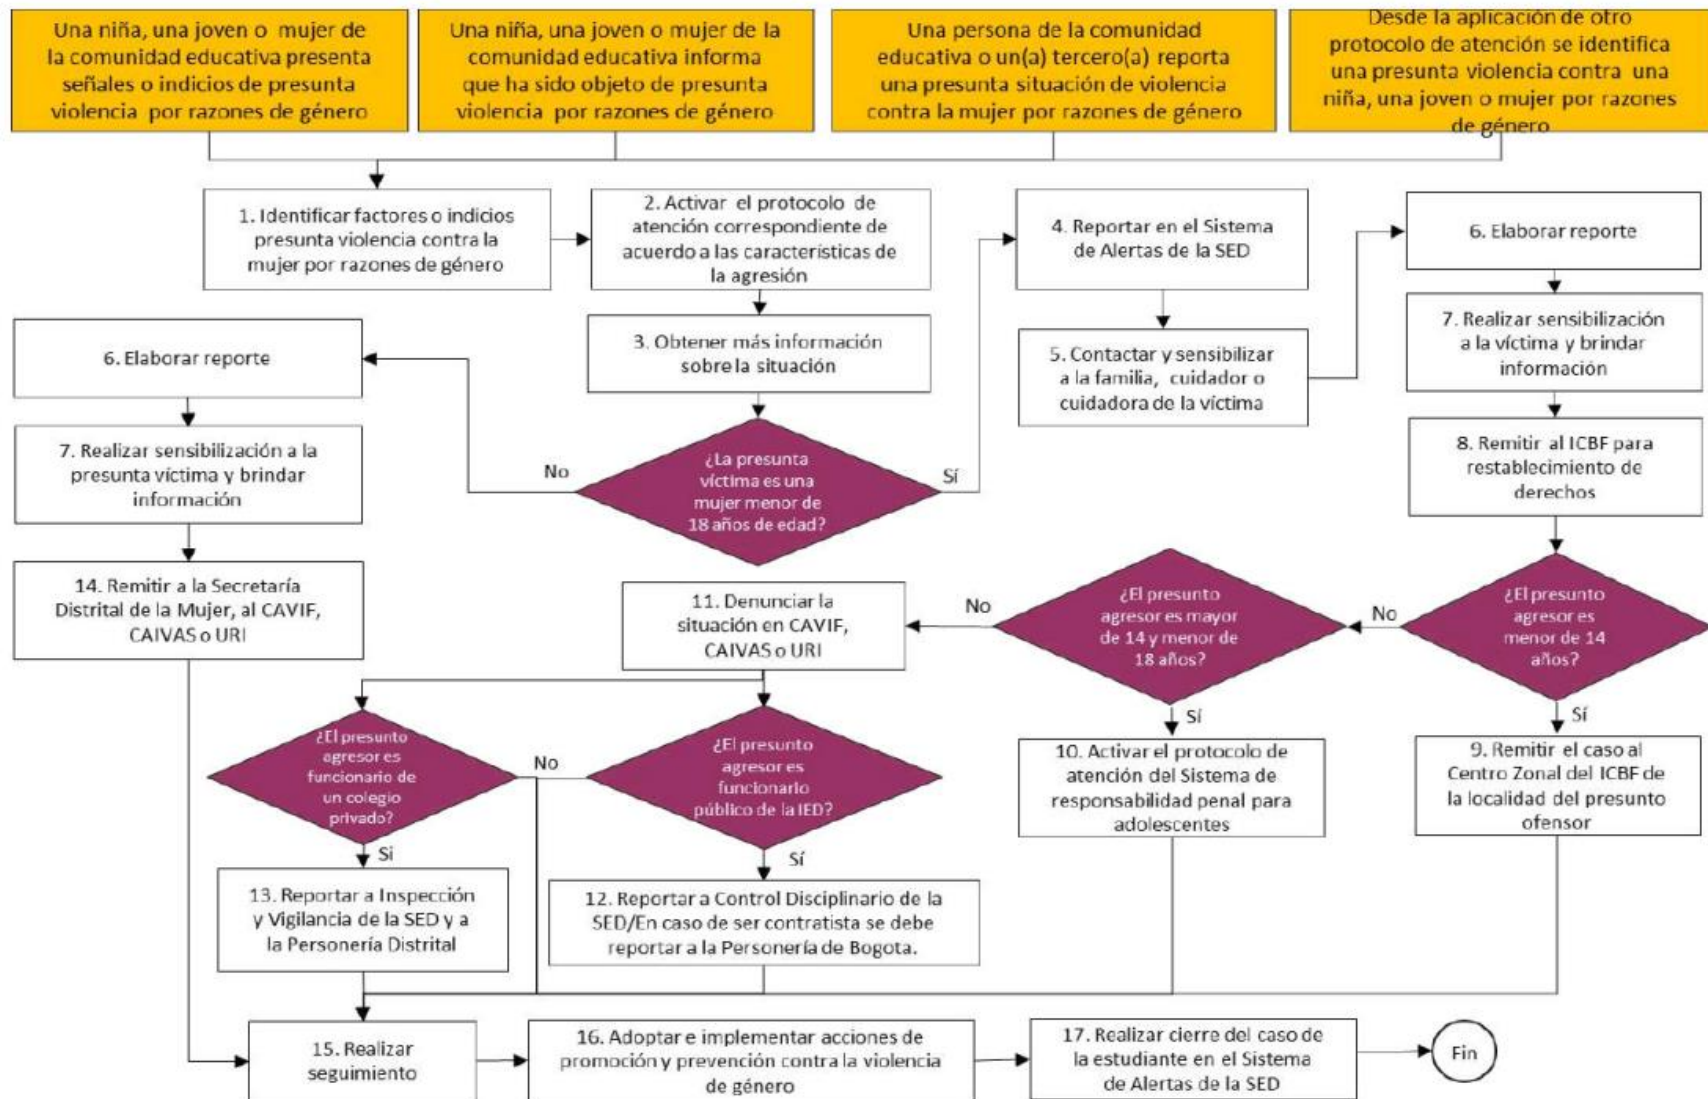 Una niña, una joven o mujer de
la comunidad educativa presenta
señales o indicios de presunta
violencia por razones de género
Una niña, una joven o mujer de la
comunidad educativa informa
que ha sido objeto de presunta
violencia por razones de género
Una persona de la comunidad
educativa o un(a) tercero(a) reporta
una presunta situación de violencia
contra la mujer por razones de género
Desde la aplicación de otro
protocolo de atención se identifica
una presunta violencia contra una
niña, una joven o mujer por razones
de género
1. Identificar factores o indicios
presunta violencia contra la
mujer por razones de género
2. Activar el protocolo de
atención correspondiente de
acuerdo a las características de
la agresión
4. Reportar en el Sistema
de Alertas de la SED
6. Elaborar reporte
3. Obtener más información
sobre la situación
5. Contactar y sensibilizar
a la familia, cuidador o
cuidadora de la víctima
7. Realizar sensibilización
a la víctima y brindar
información
6. Elaborar reporte
7. Realizar sensibilización a la
presunta víctima y brindar
información
No
¿La presunta
víctima es una
mujer menor de
18 años de edad?
Sí
8. Remitir al ICBF para
restablecimiento de
derechos
14. Remitir a la Secretaría
Distrital de la Mujer, al CAVIF,
CAIVAS o URI
11. Denunciar la
situación en CAVIF,
CAIVAS o URI
No
¿El presunto
agresor es mayor
de 14 y menor de
18 años?
No
¿El presunto
agresor es
menor de 14
años?
Sí
Sí
¿El presunto
agresor es
funcionario de
un colegio
privado?
No
¿El presunto
agresor es
funcionario
público de la IED?
10. Activar el protocolo de
atención del Sistema de
responsabilidad penal para
adolescentes
9. Remitir el caso al
Centro Zonal del ICBF de
la localidad del presunto
ofensor
Sí
Sí
13. Reportar a Inspección
y Vigilancia de la SED y a
la Personería Distrital
12. Reportar a Control Disciplinario de la
SED/En caso de ser contratista se debe
reportar a la Personería de Bogota.
15. Realizar
seguimiento
16. Adoptar e implementar acciones de
promoción y prevención contra la violencia
de género
17. Realizar cierre del caso de
la estudiante en el Sistema
de Alertas de la SED
Fin